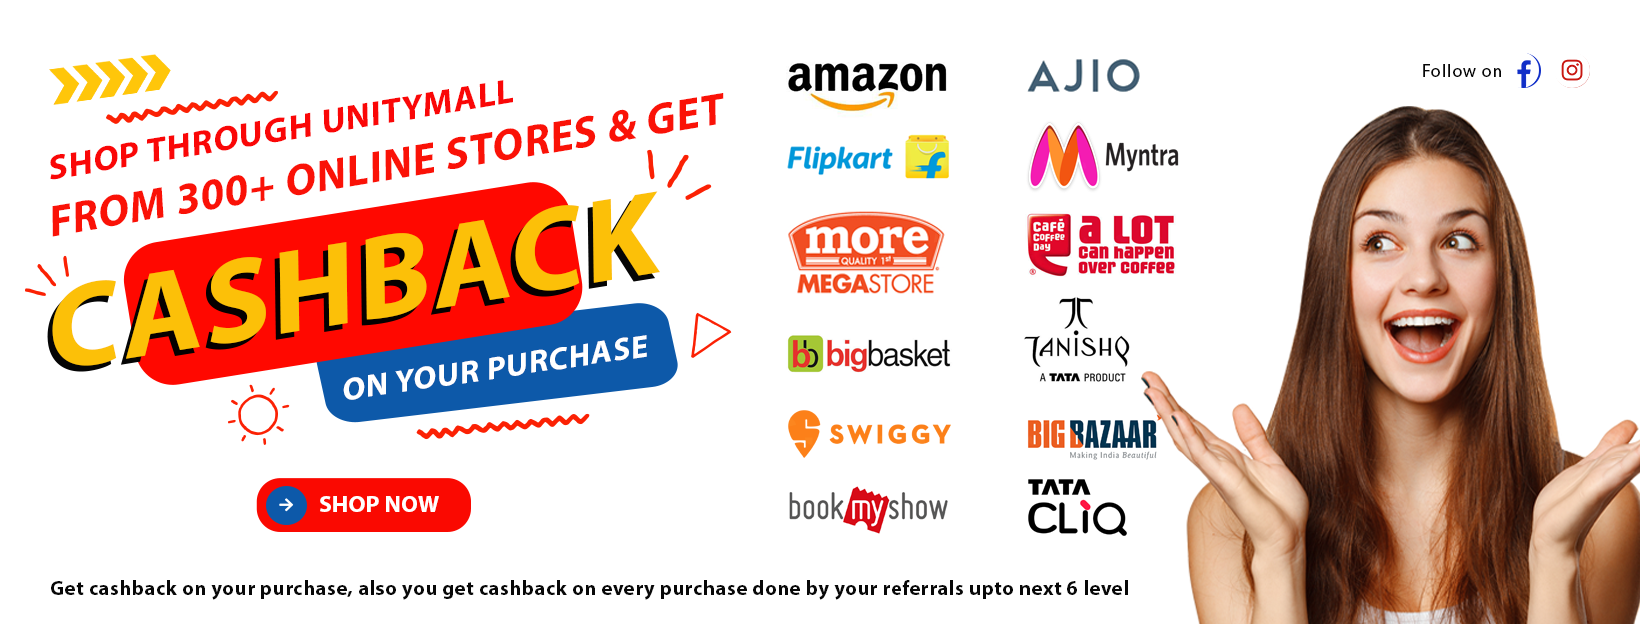 SHOP THROUGH UNITYMALL
FROM 300+ ONLINE STORES & GET
CASHBACK
ON YOUR PURCHASE
SHOP NOW
amazon
Flipkart
more
QUALITY 1st
MEGASTORE
bigbasket
SWIGGY
bookmyshow
AJIO
Myntra
Café
Coffee
Day
a LOT
can happen
over coffee
TANISHQ
A TATA PRODUCT
BIG BAZAAR
Making India Beautiful
TATA
CLiQ
Follow on
Get cashback on your purchase, also you get cashback on every purchase done by your referrals upto next 6 level